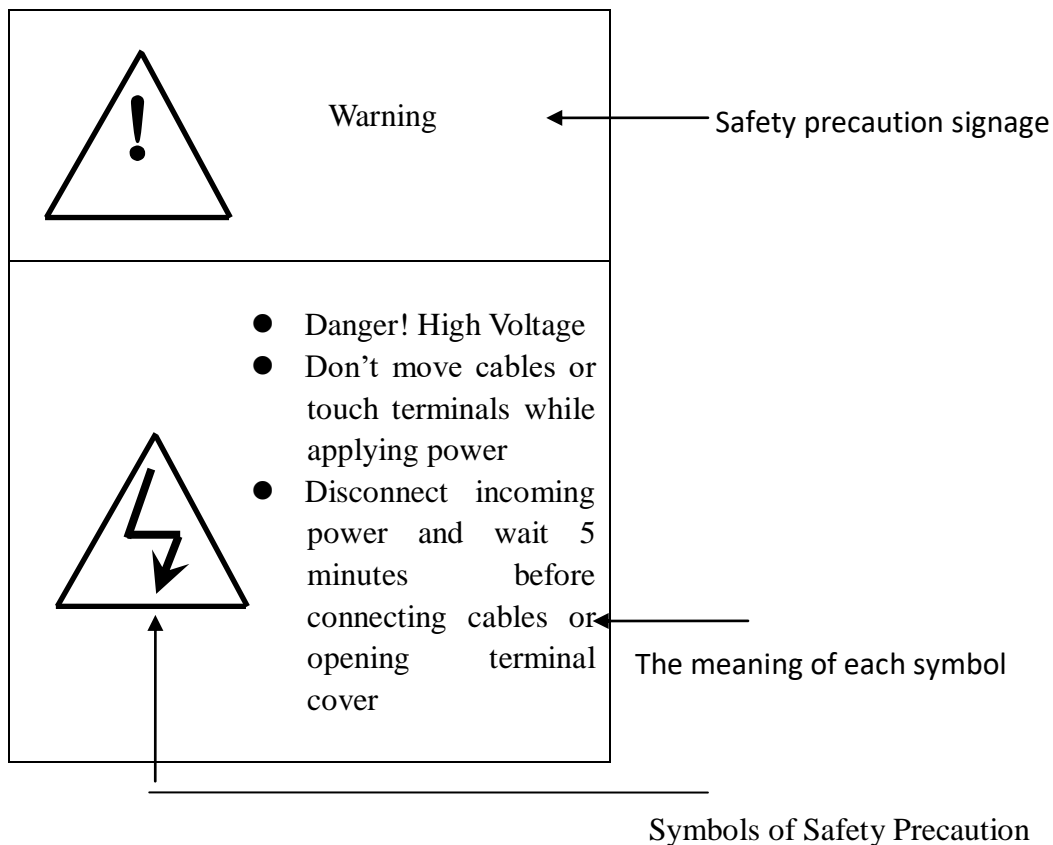 !
Warning
Safety precaution signage
● Danger! High Voltage
● Don’t move cables or
touch terminals while
applying power
● Disconnect incoming
power and wait 5
minutes before
connecting cables or
opening terminal
cover
The meaning of each symbol
Symbols of Safety Precaution